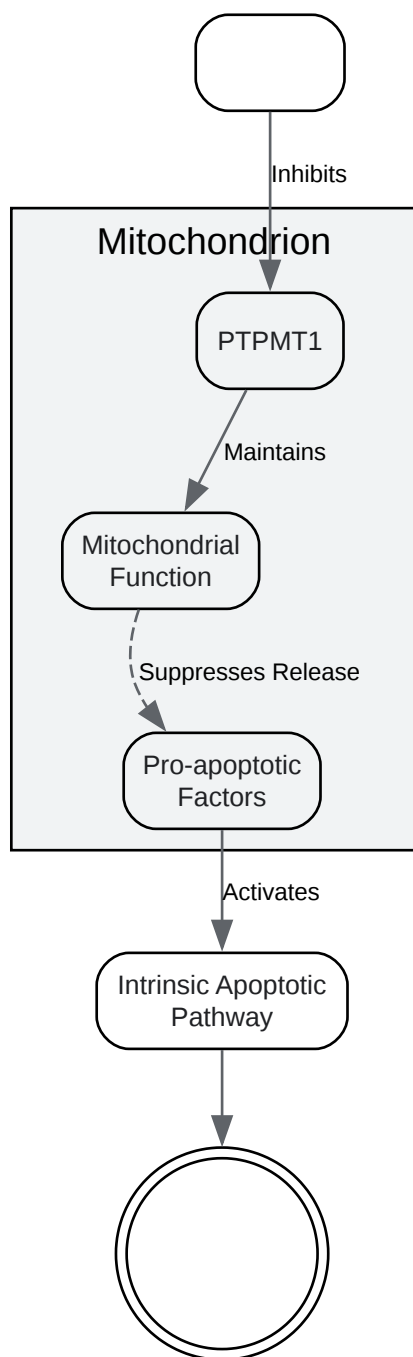 Inhibits
Mitochondrion
PTPMT1
Maintains
Mitochondrial
Function
Suppresses Release
Pro-apoptotic
Factors
Activates
Intrinsic Apoptotic
Pathway